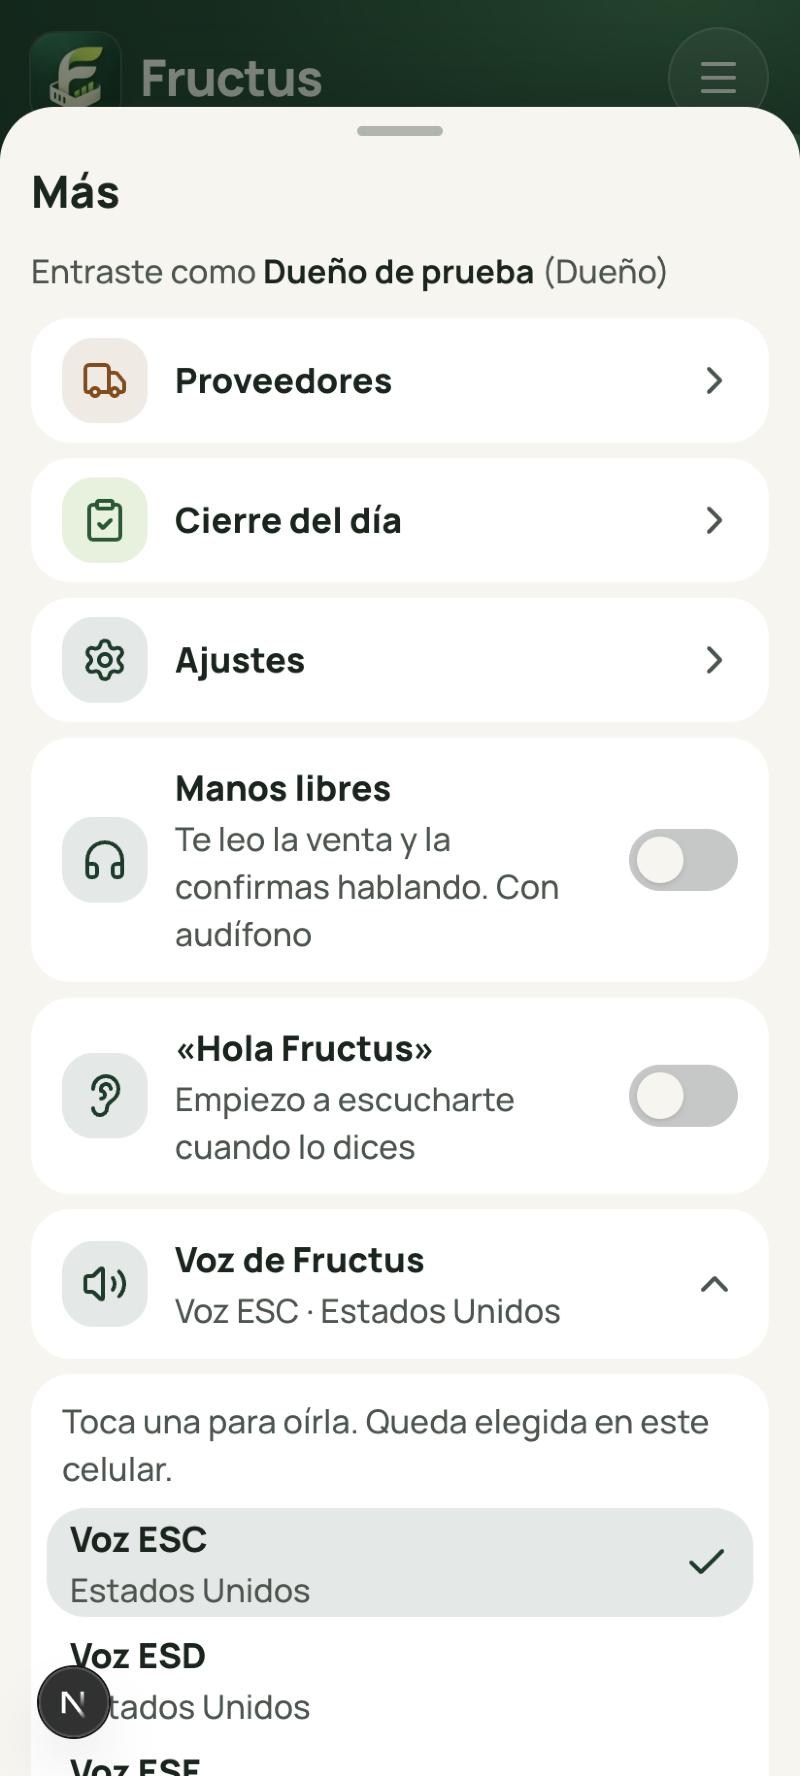 Fructus
Más
Entraste como Dueño de prueba (Dueño)
Proveedores
Cierre del día
Ajustes
Manos libres
Te leo la venta y la
confirmas hablando. Con
audífono
«Hola Fructus»
Empiezo a escucharte
cuando lo dices
Voz de Fructus
Voz ESC · Estados Unidos
Toca una para oírla. Queda elegida en este
celular.
Voz ESC
Estados Unidos
Voz ESD
tados Unidos
Voz